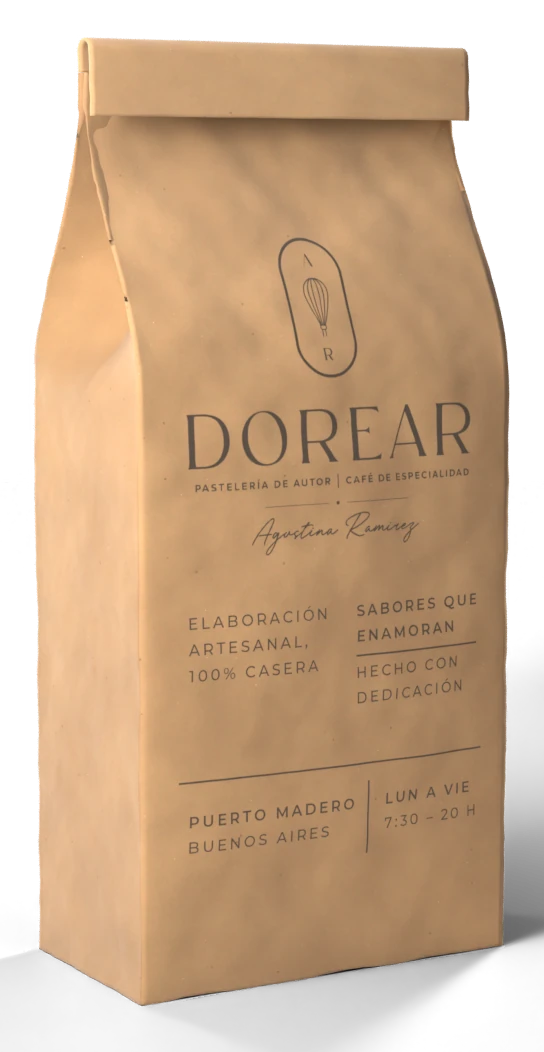 A
R
DOREAR
PASTELERÍA DE AUTOR | CAFÉ DE ESPECIALIDAD
Agustina Ramirez
ELABORACIÓN
ARTESANAL,
100% CASERA
SABORES QUE
ENAMORAN
HECHO CON
DEDICACIÓN
PUERTO MADERO
BUENOS AIRES
LUN A VIE
7:30 – 20 H